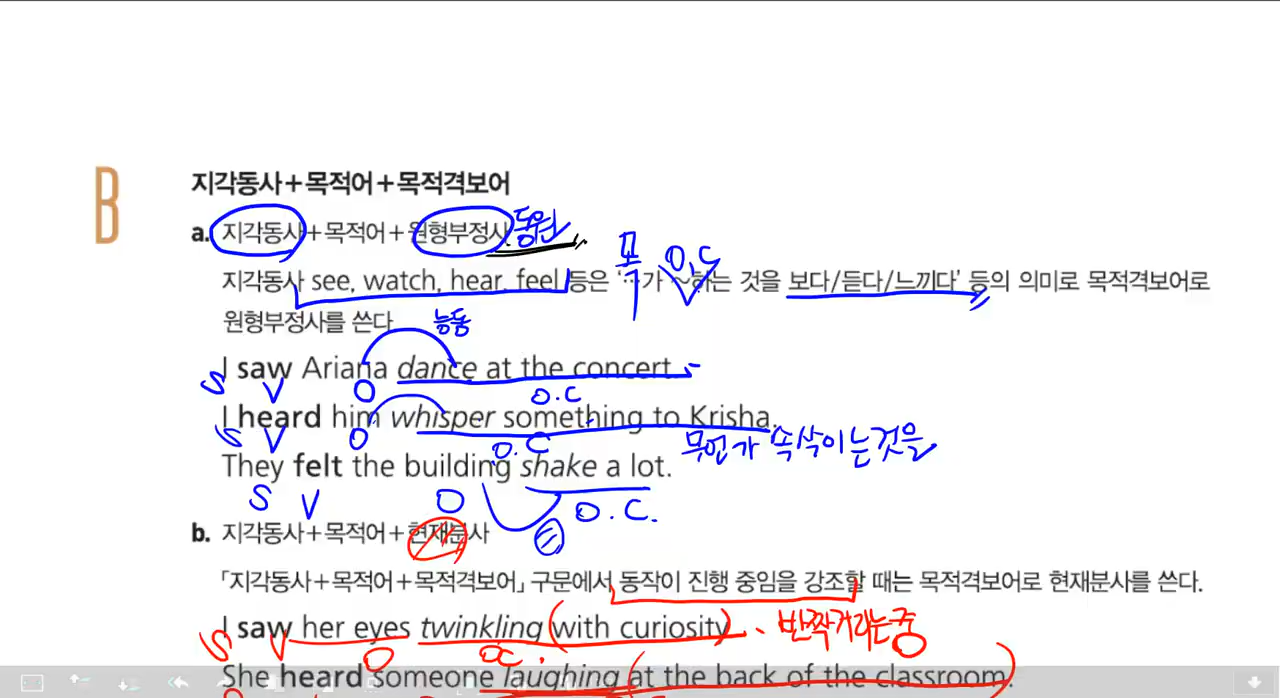 B
지각동사+목적어+목적격보어
a. 지각동사+목적어+원형부정사 동원
목 O.C
지각동사 see, watch, hear, feel 등은 '…가 ~하는 것을 보다/듣다/느끼다' 등의 의미로 목적격보어로
원형부정사를 쓴다
능동
I saw Ariana dance at the concert.
S V O O.C
I heard him whisper something to Krisha.
S V O O.C 무언가 속삭이는 것을
They felt the building shake a lot.
S V O O.C.
b. 지각동사+목적어+현재분사
「지각동사+목적어+목적격보어」 구문에서 동작이 진행 중임을 강조할 때는 목적격보어로 현재분사를 쓴다.
I saw her eyes twinkling (with curiosity). 반짝거리는 중
S V O OC
She heard someone laughing (at the back of the classroom).